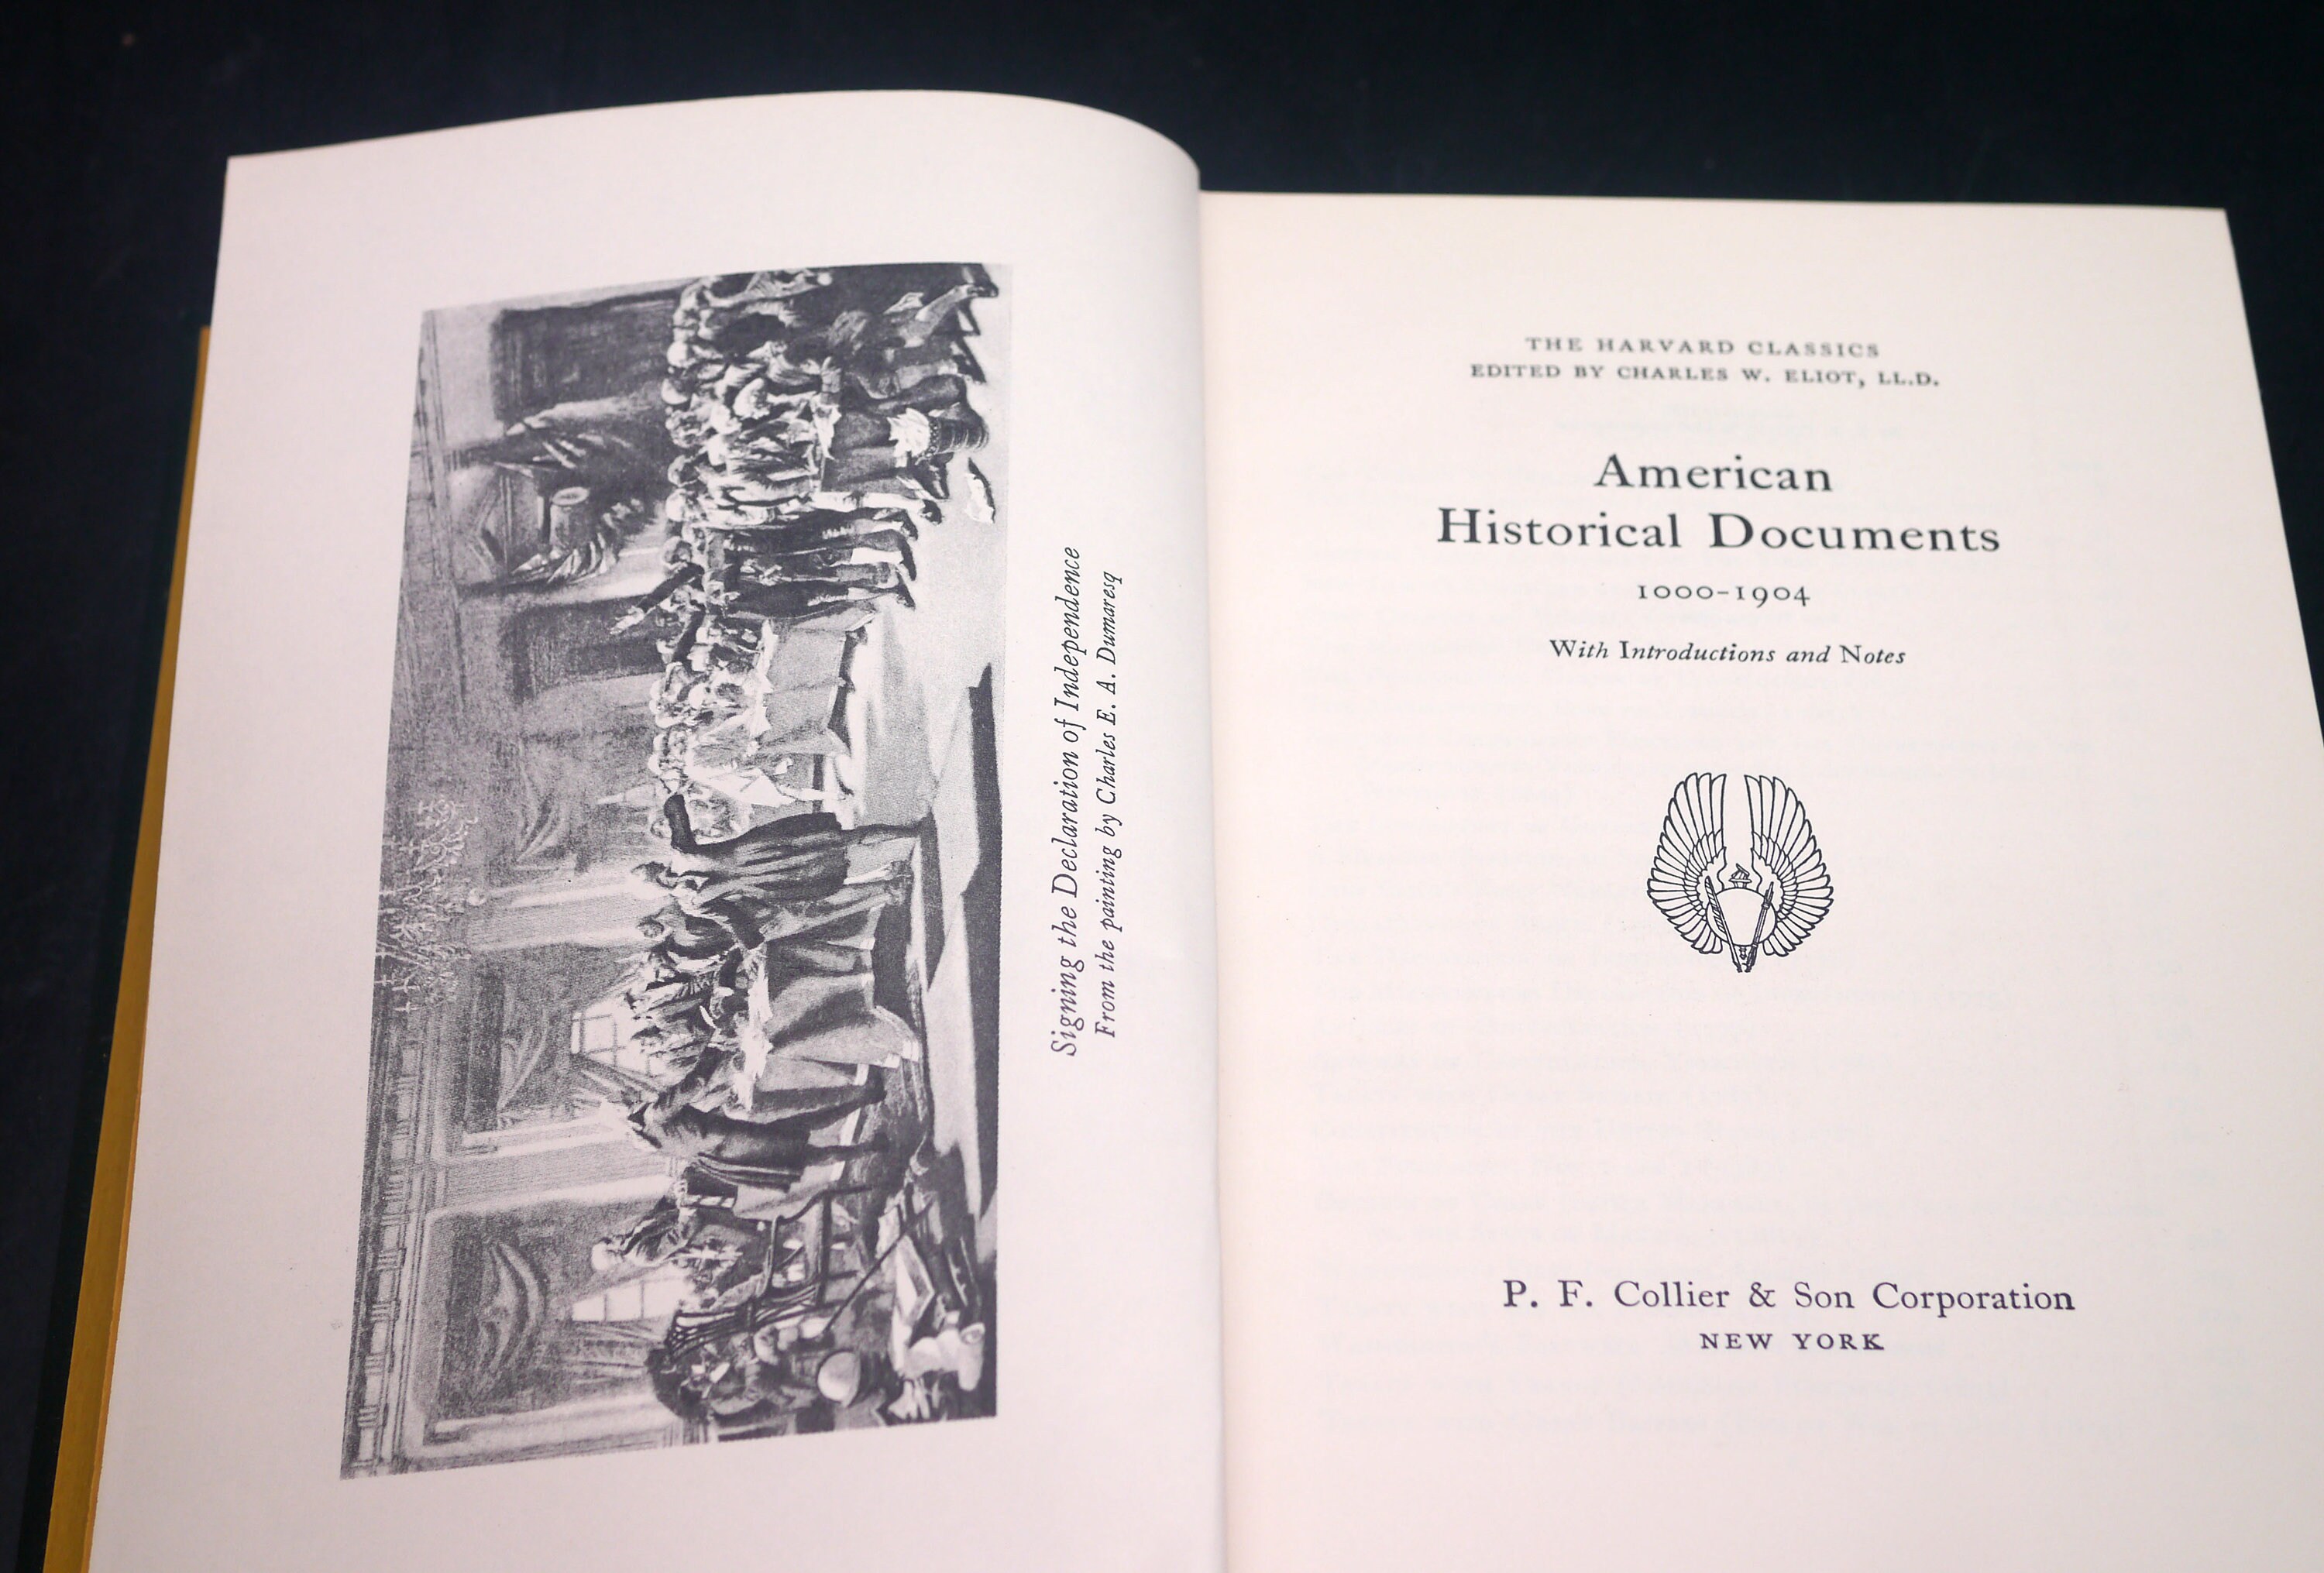 Signing the Declaration of Independence
From the painting by Charles E. A. Dumaresq
THE HARVARD CLASSICS
EDITED BY CHARLES W. ELIOT, LL.D.
American
Historical Documents
1000-1904
With Introductions and Notes
P. F. Collier & Son Corporation
NEW YORK